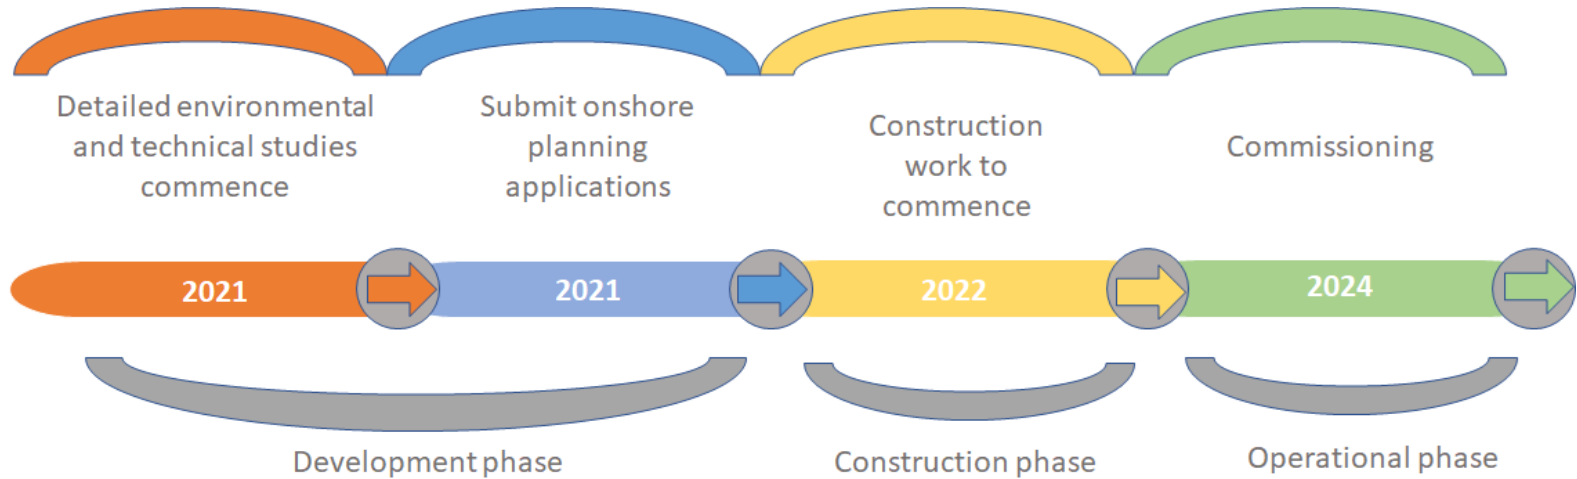 Detailed environmental
and technical studies
commence
Submit onshore
planning
applications
Construction
work to
commence
Commissioning
2021
2021
2022
2024
Development phase
Construction phase
Operational phase